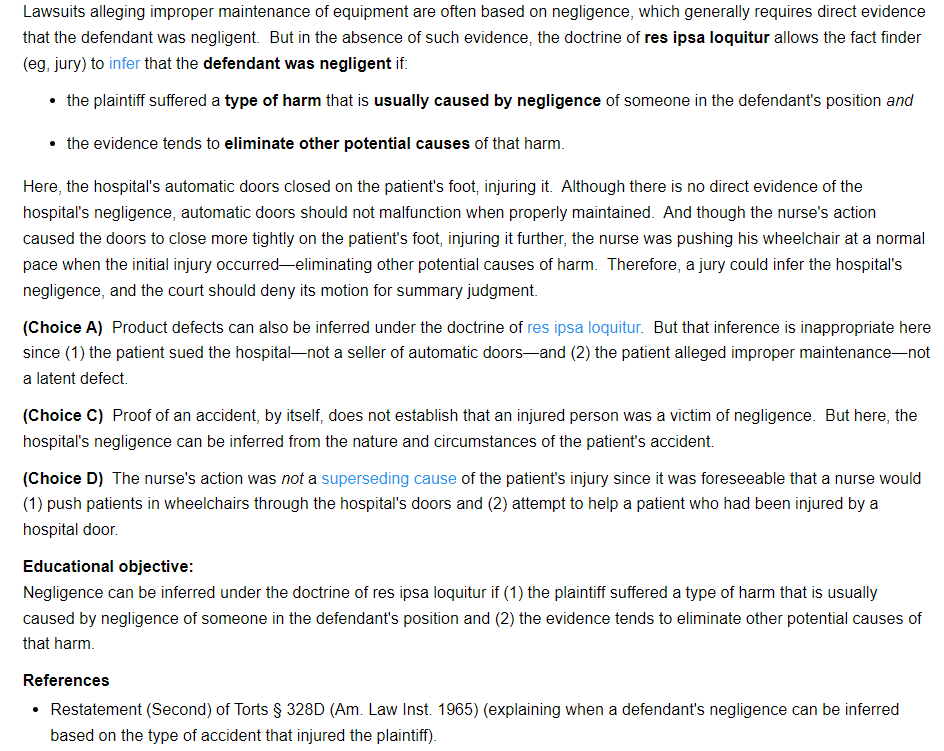 Lawsuits alleging improper maintenance of equipment are often based on negligence, which generally requires direct evidence
that the defendant was negligent.  But in the absence of such evidence, the doctrine of res ipsa loquitur allows the fact finder
(eg, jury) to infer that the defendant was negligent if:
• the plaintiff suffered a type of harm that is usually caused by negligence of someone in the defendant's position and
• the evidence tends to eliminate other potential causes of that harm.
Here, the hospital's automatic doors closed on the patient's foot, injuring it.  Although there is no direct evidence of the
hospital's negligence, automatic doors should not malfunction when properly maintained.  And though the nurse's action
caused the doors to close more tightly on the patient's foot, injuring it further, the nurse was pushing his wheelchair at a normal
pace when the initial injury occurred—eliminating other potential causes of harm.  Therefore, a jury could infer the hospital's
negligence, and the court should deny its motion for summary judgment.
(Choice A)  Product defects can also be inferred under the doctrine of res ipsa loquitur.  But that inference is inappropriate here
since (1) the patient sued the hospital—not a seller of automatic doors—and (2) the patient alleged improper maintenance—not
a latent defect.
(Choice C)  Proof of an accident, by itself, does not establish that an injured person was a victim of negligence.  But here, the
hospital's negligence can be inferred from the nature and circumstances of the patient's accident.
(Choice D)  The nurse's action was not a superseding cause of the patient's injury since it was foreseeable that a nurse would
(1) push patients in wheelchairs through the hospital's doors and (2) attempt to help a patient who had been injured by a
hospital door.
Educational objective:
Negligence can be inferred under the doctrine of res ipsa loquitur if (1) the plaintiff suffered a type of harm that is usually
caused by negligence of someone in the defendant's position and (2) the evidence tends to eliminate other potential causes of
that harm.
References
• Restatement (Second) of Torts § 328D (Am. Law Inst. 1965) (explaining when a defendant's negligence can be inferred
based on the type of accident that injured the plaintiff).